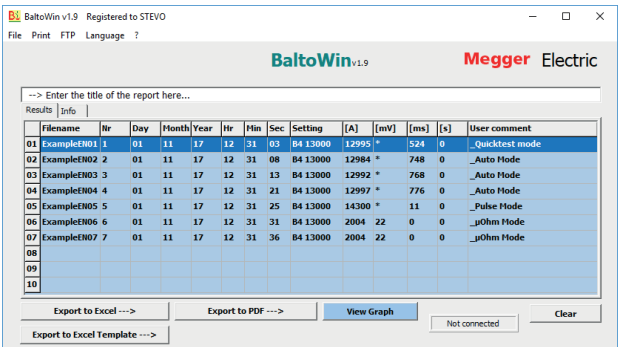 BaltoWin v1.9 Registered to STEVO
File Print FTP Language ?
BaltoWin v1.9
Megger Electric
--> Enter the title of the report here...
Results Info
Filename Nr Day Month Year Hr Min Sec Setting [A] [mV] [ms] [s] User comment
01 ExampleEN01 1 01 11 17 12 31 03 B4 13000 12995 * 524 0 _Quicktest mode
02 ExampleEN02 2 01 11 17 12 31 08 B4 13000 12984 * 748 0 _Auto Mode
03 ExampleEN03 3 01 11 17 12 31 13 B4 13000 12992 * 768 0 _Auto Mode
04 ExampleEN04 4 01 11 17 12 31 21 B4 13000 12997 * 776 0 _Auto Mode
05 ExampleEN05 5 01 11 17 12 31 25 B4 13000 14300 * 11 0 _Pulse Mode
06 ExampleEN06 6 01 11 17 12 31 31 B4 13000 2004 22 0 0 _µOhm Mode
07 ExampleEN07 7 01 11 17 12 31 36 B4 13000 2004 22 0 0 _µOhm Mode
08
09
10
Export to Excel ---> Export to PDF ---> View Graph Clear
Not connected
Export to Excel Template --->